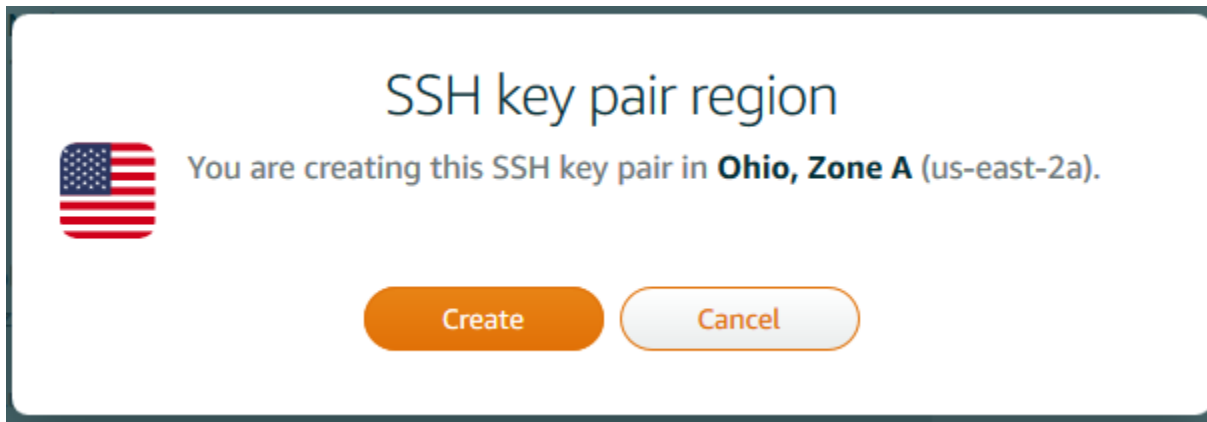 SSH key pair region
You are creating this SSH key pair in Ohio, Zone A (us-east-2a).
Create
Cancel